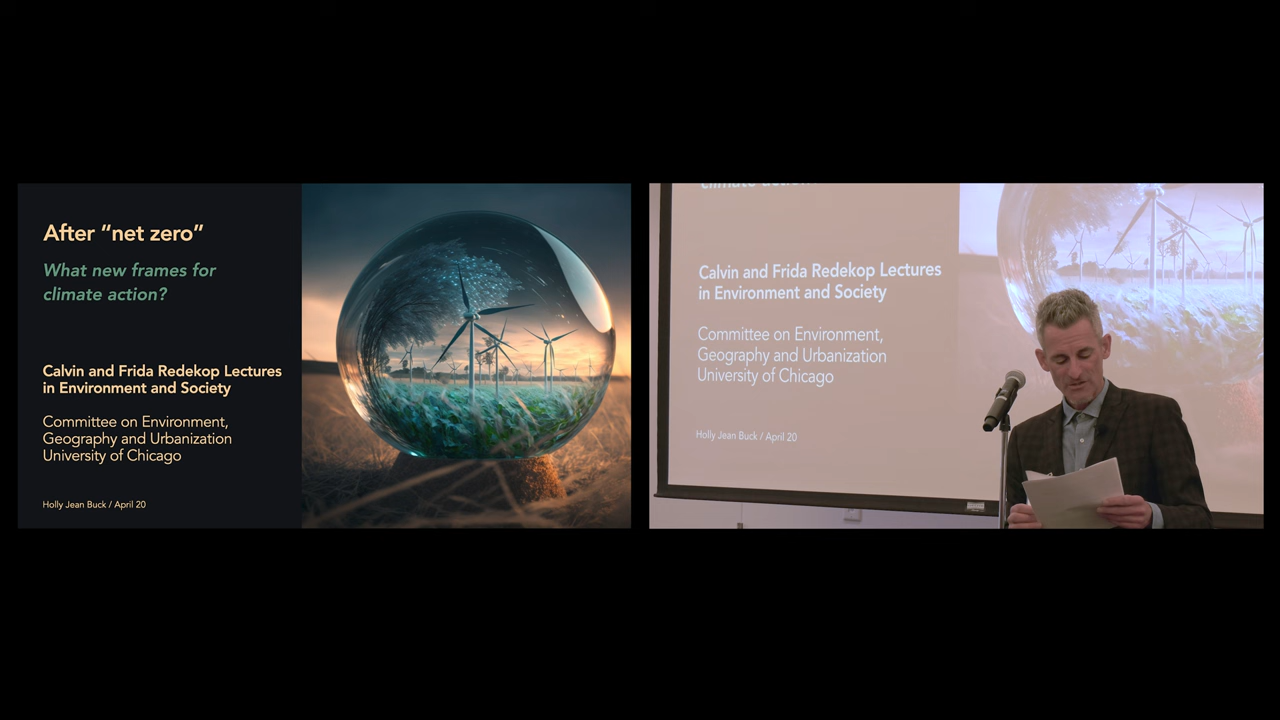 After “net zero”
What new frames for
climate action?
Calvin and Frida Redekop Lectures
in Environment and Society
Committee on Environment,
Geography and Urbanization
University of Chicago
Holly Jean Buck / April 20
climate action?
Calvin and Frida Redekop Lectures
in Environment and Society
Committee on Environment,
Geography and Urbanization
University of Chicago
Holly Jean Buck / April 20